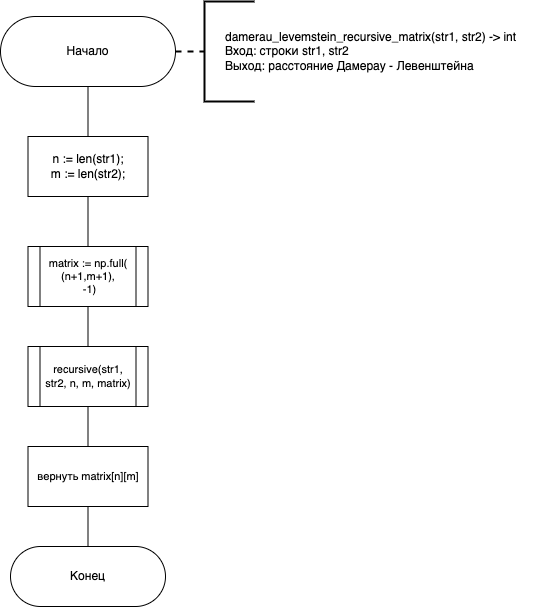 Начало
damerau_levemstein_recursive_matrix(str1, str2) -> int
Вход: строки str1, str2
Выход: расстояние Дамерау - Левенштейна
n := len(str1);
m := len(str2);
matrix := np.full(
(n+1,m+1),
-1)
recursive(str1,
str2, n, m, matrix)
вернуть matrix[n][m]
Конец